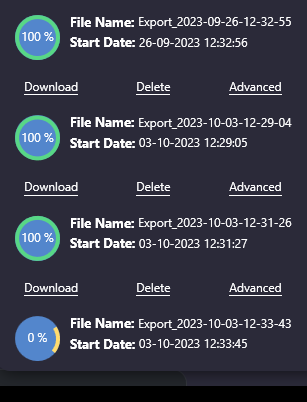 100 %
File Name: Export_2023-09-26-12-32-55
Start Date: 26-09-2023 12:32:56
Download Delete Advanced
100 %
File Name: Export_2023-10-03-12-29-04
Start Date: 03-10-2023 12:29:05
Download Delete Advanced
100 %
File Name: Export_2023-10-03-12-31-26
Start Date: 03-10-2023 12:31:27
Download Delete Advanced
0 %
File Name: Export_2023-10-03-12-33-43
Start Date: 03-10-2023 12:33:45